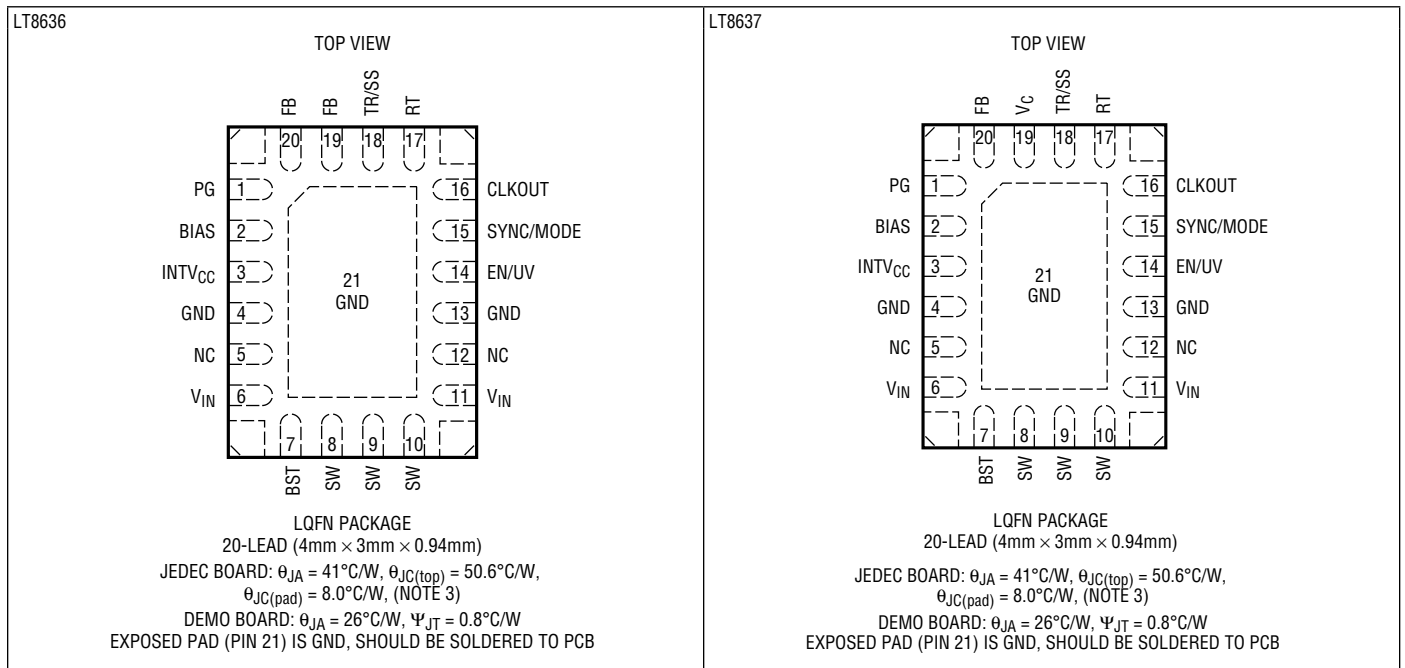 LT8636
TOP VIEW
FB FB TR/SS RT
20 19 18 17
PG 1 16 CLKOUT
BIAS 2 15 SYNC/MODE
INTVCC 3 14 EN/UV
21
GND
GND 4 13 GND
NC 5 12 NC
VIN 6 11 VIN
7 8 9 10
BST SW SW SW
LQFN PACKAGE
20-LEAD (4mm × 3mm × 0.94mm)
JEDEC BOARD: θJA = 41°C/W, θJC(top) = 50.6°C/W,
θJC(pad) = 8.0°C/W, (NOTE 3)
DEMO BOARD: θJA = 26°C/W, ΨJT = 0.8°C/W
EXPOSED PAD (PIN 21) IS GND, SHOULD BE SOLDERED TO PCB
LT8637
TOP VIEW
FB VC TR/SS RT
20 19 18 17
PG 1 16 CLKOUT
BIAS 2 15 SYNC/MODE
INTVCC 3 14 EN/UV
21
GND
GND 4 13 GND
NC 5 12 NC
VIN 6 11 VIN
7 8 9 10
BST SW SW SW
LQFN PACKAGE
20-LEAD (4mm × 3mm × 0.94mm)
JEDEC BOARD: θJA = 41°C/W, θJC(top) = 50.6°C/W,
θJC(pad) = 8.0°C/W, (NOTE 3)
DEMO BOARD: θJA = 26°C/W, ΨJT = 0.8°C/W
EXPOSED PAD (PIN 21) IS GND, SHOULD BE SOLDERED TO PCB